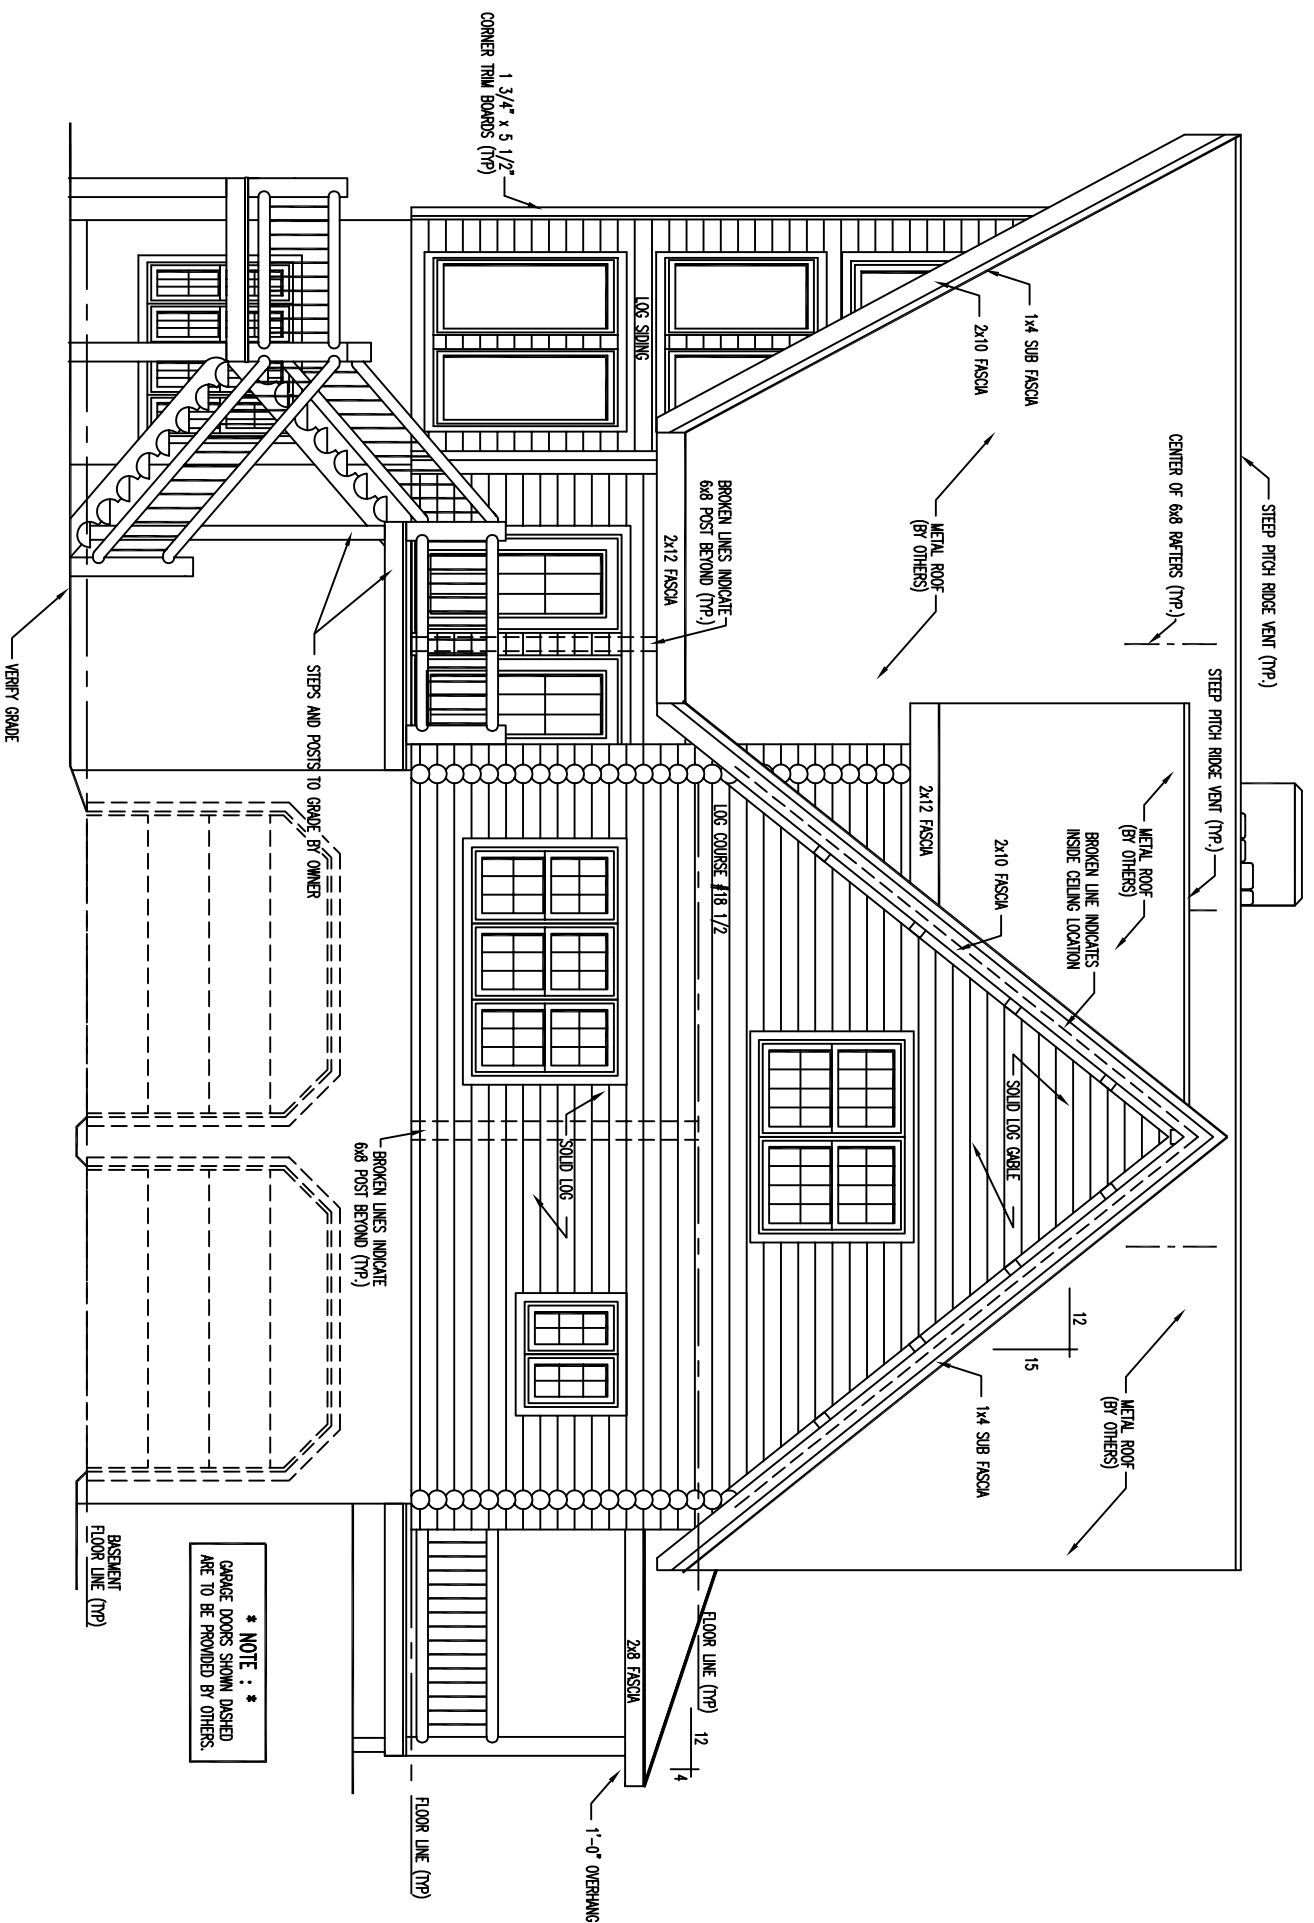 STEEP PITCH RIDGE VENT (TYP.)
STEEP PITCH RIDGE VENT (TYP.)
CENTER OF 6x8 RAFTERS (TYP.)
METAL ROOF
(BY OTHERS)
BROKEN LINE INDICATES
INSIDE CEILING LOCATION
METAL ROOF
(BY OTHERS)
1x4 SUB FASCIA
2x10 FASCIA
METAL ROOF
(BY OTHERS)
2x12 FASCIA
2x10 FASCIA
SOLID LOG GABLE
12
15
1x4 SUB FASCIA
1 3/4" x 5 1/2"
CORNER TRIM BOARDS (TYP)
LOG SIDING
BROKEN LINES INDICATE
6x8 POST BEYOND (TYP.)
2x12 FASCIA
LOG COURSE #18 1/2
FLOOR LINE (TYP)
12
4
2x8 FASCIA
1'-0" OVERHANG
SOLID LOG
BROKEN LINES INDICATE
6x8 POST BEYOND (TYP.)
FLOOR LINE (TYP)
STEPS AND POSTS TO GRADE BY OWNER
* NOTE : *
GARAGE DOORS SHOWN DASHED
ARE TO BE PROVIDED BY OTHERS.
BASEMENT
FLOOR LINE (TYP)
VERIFY GRADE